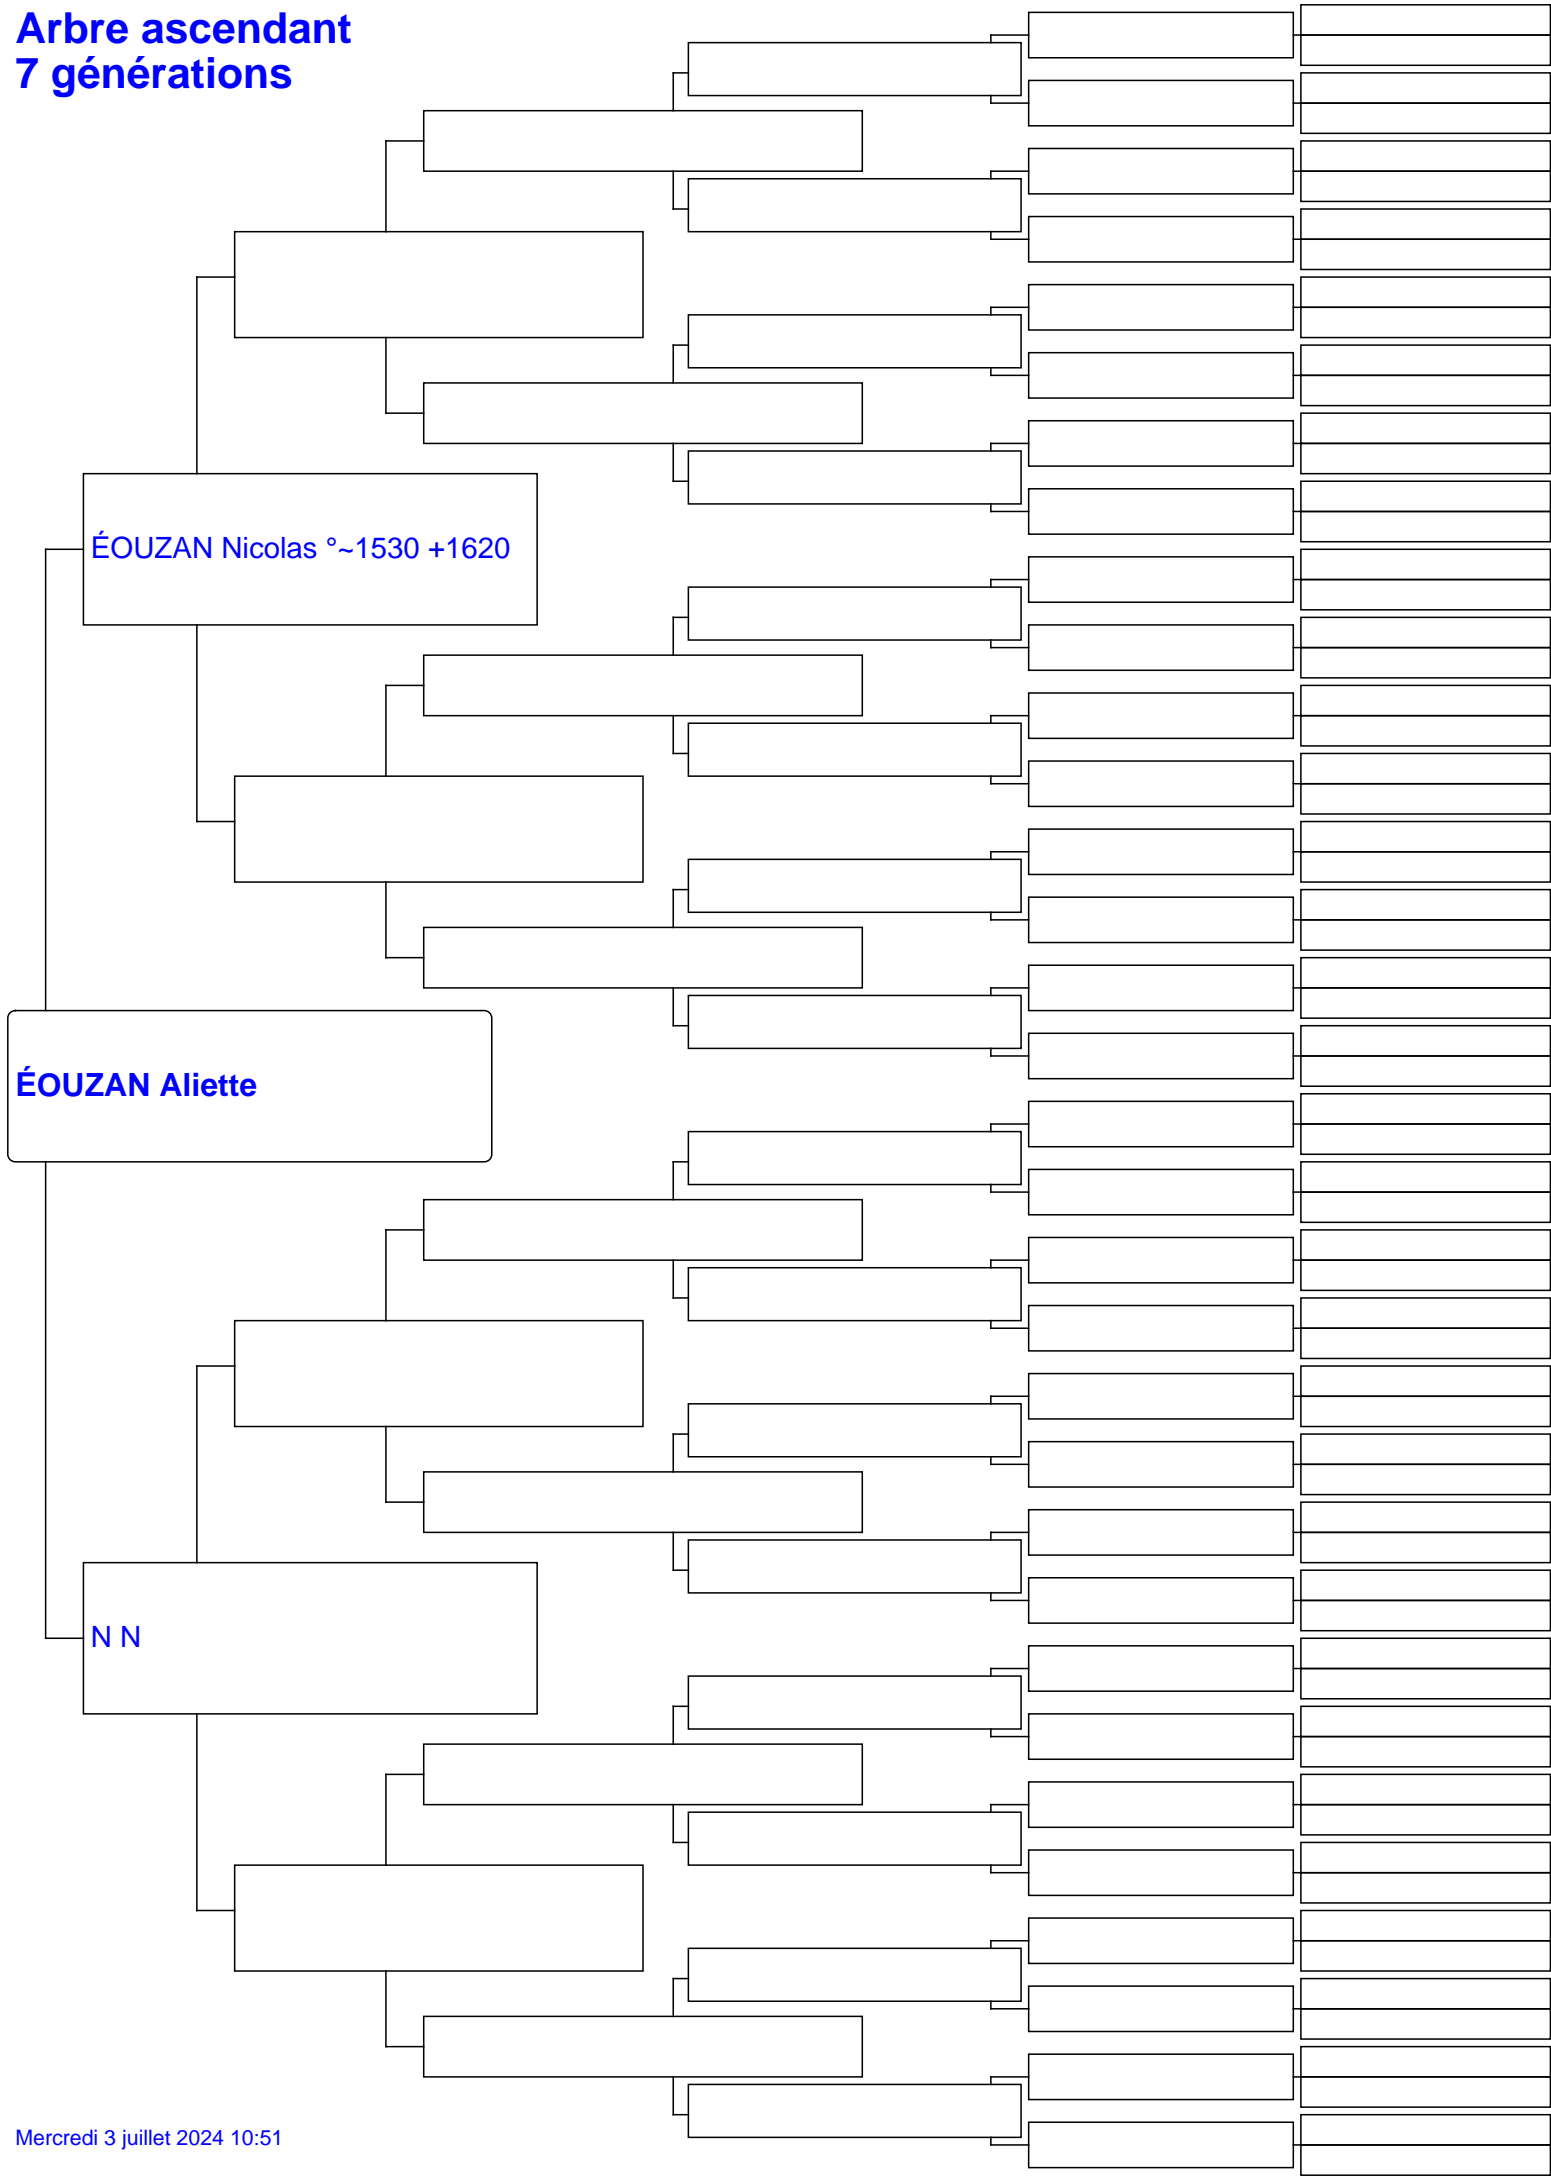 Arbre ascendant
7 générations
ÉOUZAN Nicolas °~1530 +1620
ÉOUZAN Aliette
N N
Mercredi 3 juillet 2024 10:51